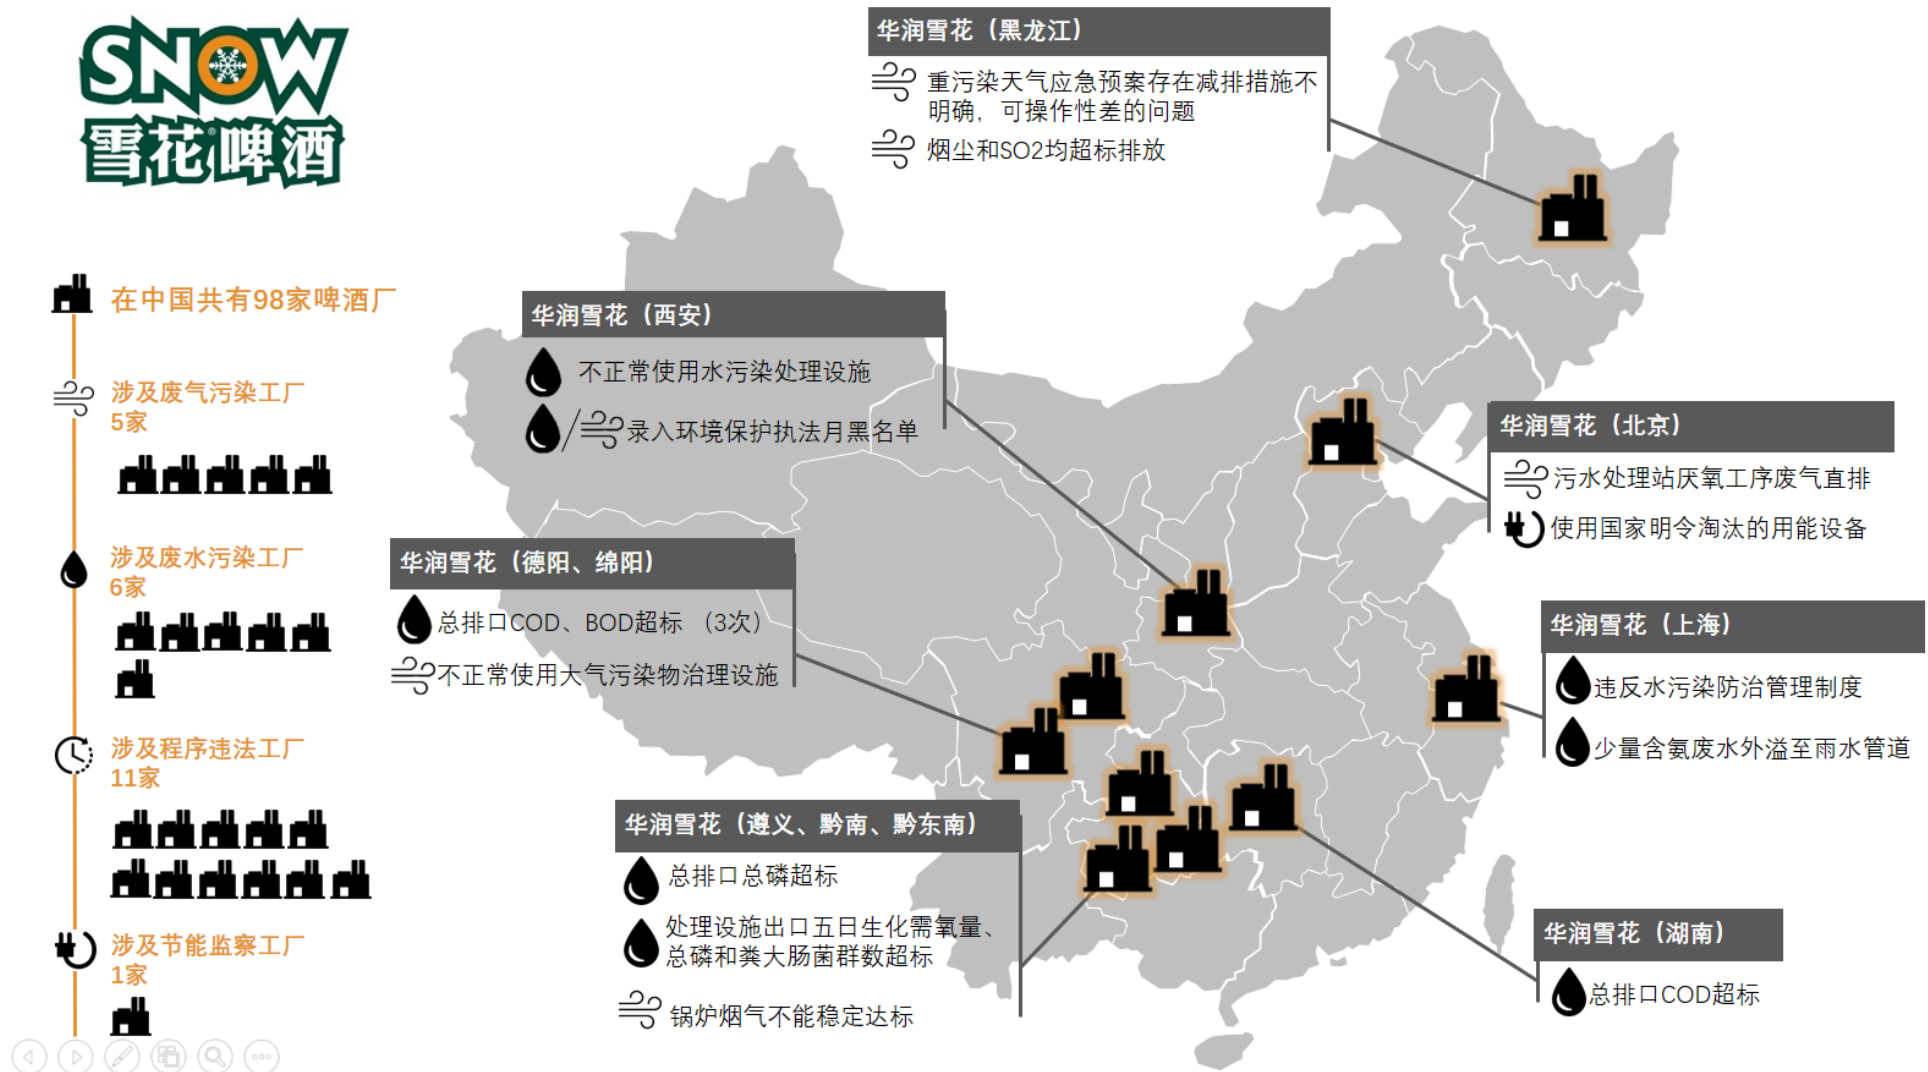 SNOW
雪花啤酒
®
在中国共有98家啤酒厂
涉及废气污染工厂
5家
涉及废水污染工厂
6家
涉及程序违法工厂
11家
涉及节能监察工厂
1家
华润雪花（黑龙江）
重污染天气应急预案存在减排措施不
明确，可操作性差的问题
烟尘和SO2均超标排放
华润雪花（西安）
不正常使用水污染处理设施
/
录入环境保护执法月黑名单
华润雪花（北京）
污水处理站厌氧工序废气直排
使用国家明令淘汰的用能设备
华润雪花（德阳、绵阳）
总排口COD、BOD超标 （3次）
不正常使用大气污染物治理设施
华润雪花（上海）
违反水污染防治管理制度
少量含氨废水外溢至雨水管道
华润雪花（遵义、黔南、黔东南）
总排口总磷超标
处理设施出口五日生化需氧量、
总磷和粪大肠菌群数超标
锅炉烟气不能稳定达标
华润雪花（湖南）
总排口COD超标